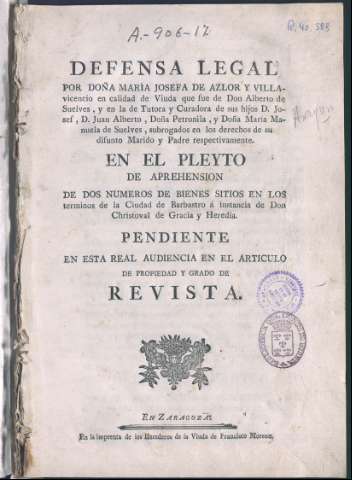 A.-906-17
DEFENSA LEGAL
POR DOÑA MARIA JOSEFA DE AZLOR Y VILLA-
vicencio en calidad de Viuda que fue de Don Alberto de
Suelves, y en la de Tutora y Curadora de sus hijos D. Jo-
sef, D. Juan Alberto, Doña Petronila, y Doña Maria Ma-
nuela de Suelves, subrogados en los derechos de su
difunto Marido y Padre respectivamente.
EN EL PLEYTO
DE APREHENSION
DE DOS NUMEROS DE BIENES SITIOS EN LOS
terminos de la Ciudad de Barbastro á instancia de Don
Christoval de Gracia y Heredia.
PENDIENTE
EN ESTA REAL AUDIENCIA EN EL ARTICULO
DE PROPIEDAD Y GRADO DE
REVISTA.
EN ZARAGOZA:
En la imprenta de los Herederos de la Viuda de Francisco Moreno.